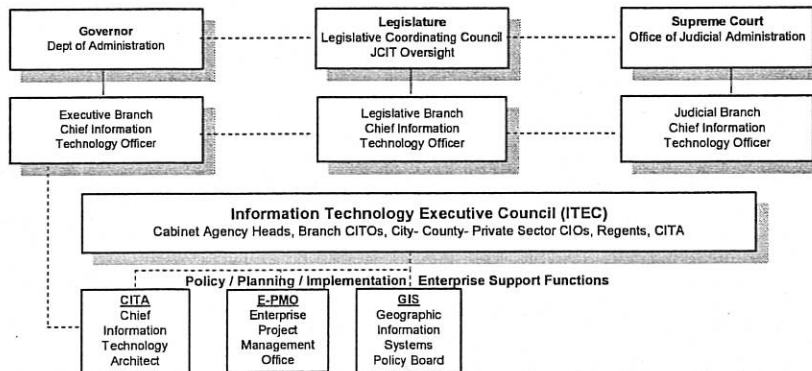 Governor
Dept of Administration
Legislature
Legislative Coordinating Council
JCIT Oversight
Supreme Court
Office of Judicial Administration
Executive Branch
Chief Information
Technology Officer
Legislative Branch
Chief Information
Technology Officer
Judicial Branch
Chief Information
Technology Officer
Information Technology Executive Council (ITEC)
Cabinet Agency Heads, Branch CITOs, City- County- Private Sector CIOs, Regents, CITA
Policy / Planning / Implementation Enterprise Support Functions
CITA
Chief
Information
Technology
Architect
E-PMO
Enterprise
Project
Management
Office
GIS
Geographic
Information
Systems
Policy Board